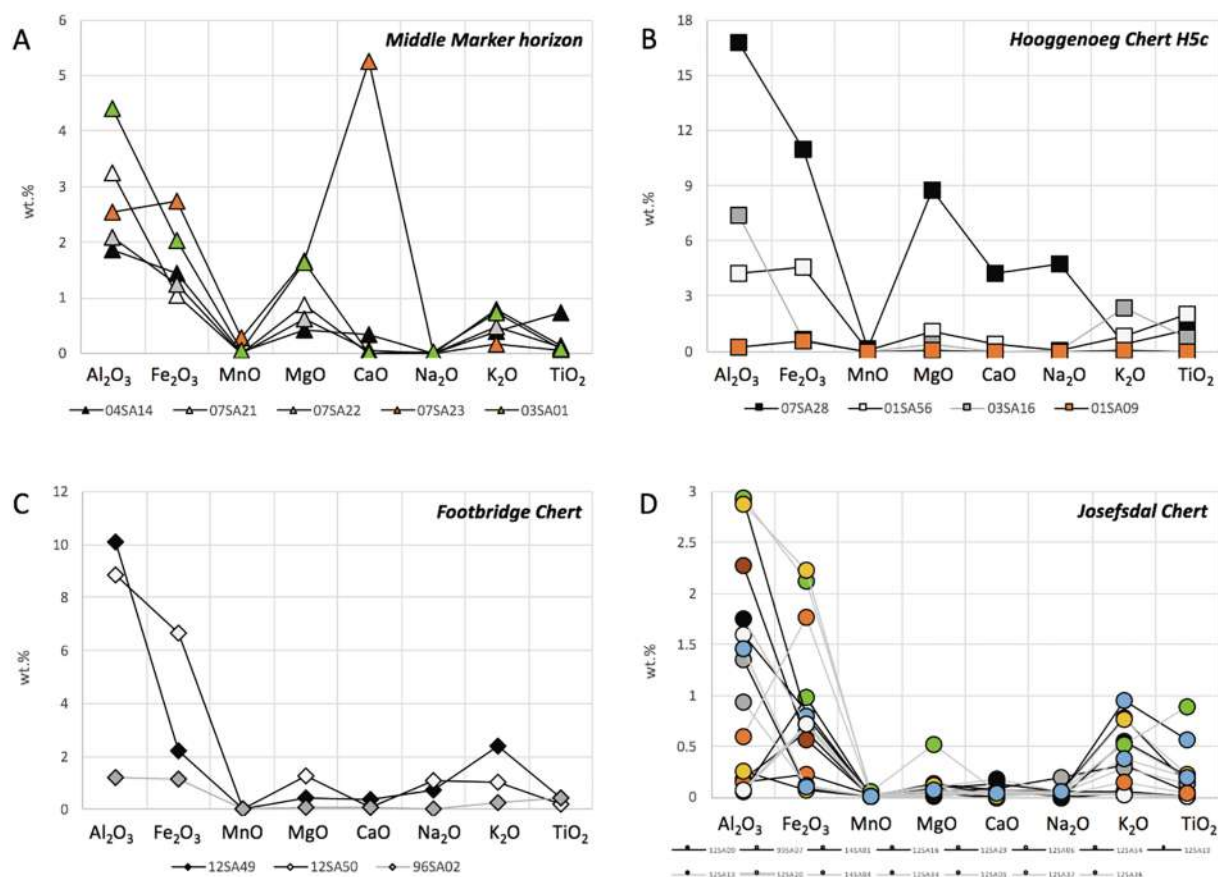 A
Middle Marker horizon
6
5
4
3
2
1
0
wt.%
Al₂O₃ Fe₂O₃ MnO MgO CaO Na₂O K₂O TiO₂
04SA14 07SA21 07SA22 07SA23 03SA01
B
Hooggenoeg Chert H5c
18
15
12
9
6
3
0
wt.%
Al₂O₃ Fe₂O₃ MnO MgO CaO Na₂O K₂O TiO₂
07SA28 01SA56 03SA16 01SA09
C
Footbridge Chert
12
10
8
6
4
2
0
wt.%
Al₂O₃ Fe₂O₃ MnO MgO CaO Na₂O K₂O TiO₂
12SA49 12SA50 96SA02
D
Josefsdal Chert
3
2.5
2
1.5
1
0.5
0
wt.%
Al₂O₃ Fe₂O₃ MnO MgO CaO Na₂O K₂O TiO₂